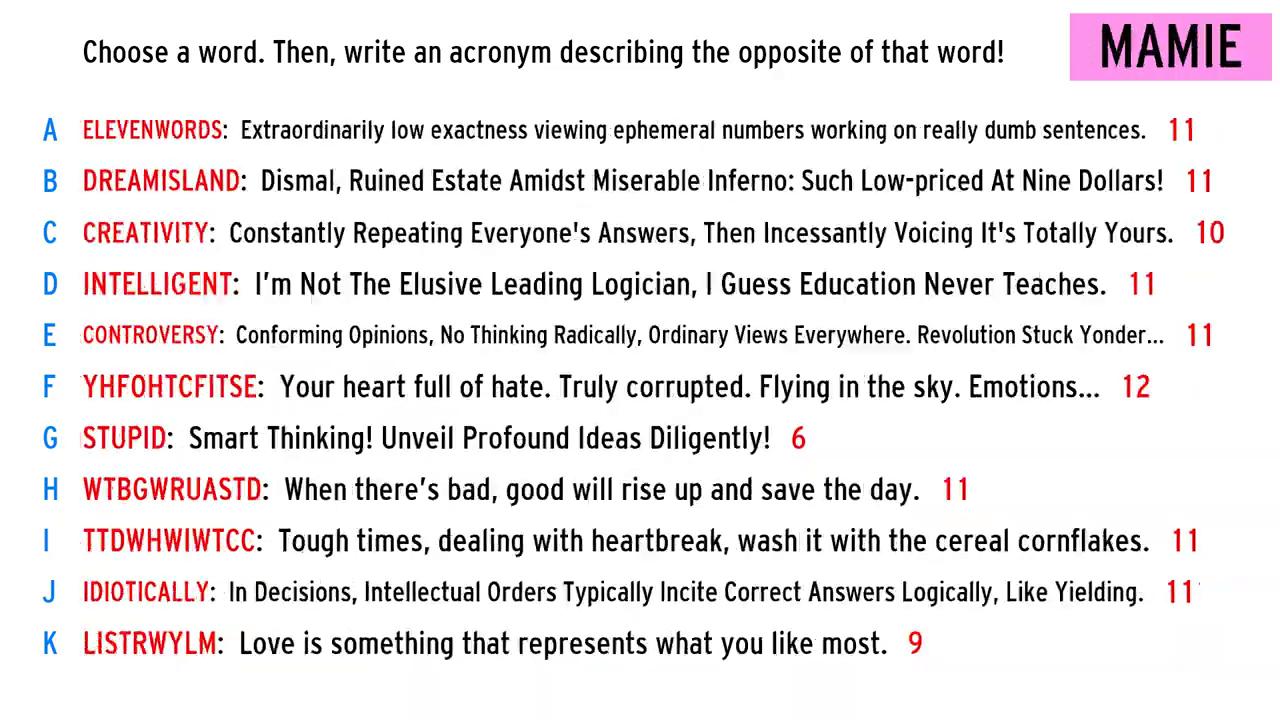 Choose a word. Then, write an acronym describing the opposite of that word!
MAMIE
A ELEVENWORDS: Extraordinarily low exactness viewing ephemeral numbers working on really dumb sentences. 11
B DREAMISLAND: Dismal, Ruined Estate Amidst Miserable Inferno: Such Low-priced At Nine Dollars! 11
C CREATIVITY: Constantly Repeating Everyone's Answers, Then Incessantly Voicing It's Totally Yours. 10
D INTELLIGENT: I'm Not The Elusive Leading Logician, I Guess Education Never Teaches. 11
E CONTROVERSY: Conforming Opinions, No Thinking Radically, Ordinary Views Everywhere. Revolution Stuck Yonder... 11
F YHFOHTCFITSE: Your heart full of hate. Truly corrupted. Flying in the sky. Emotions... 12
G STUPID: Smart Thinking! Unveil Profound Ideas Diligently! 6
H WTBGWRUASTD: When there's bad, good will rise up and save the day. 11
I TTDWHWIWTCC: Tough times, dealing with heartbreak, wash it with the cereal cornflakes. 11
J IDIOTICALLY: In Decisions, Intellectual Orders Typically Incite Correct Answers Logically, Like Yielding. 11
K LISTRWYLM: Love is something that represents what you like most. 9